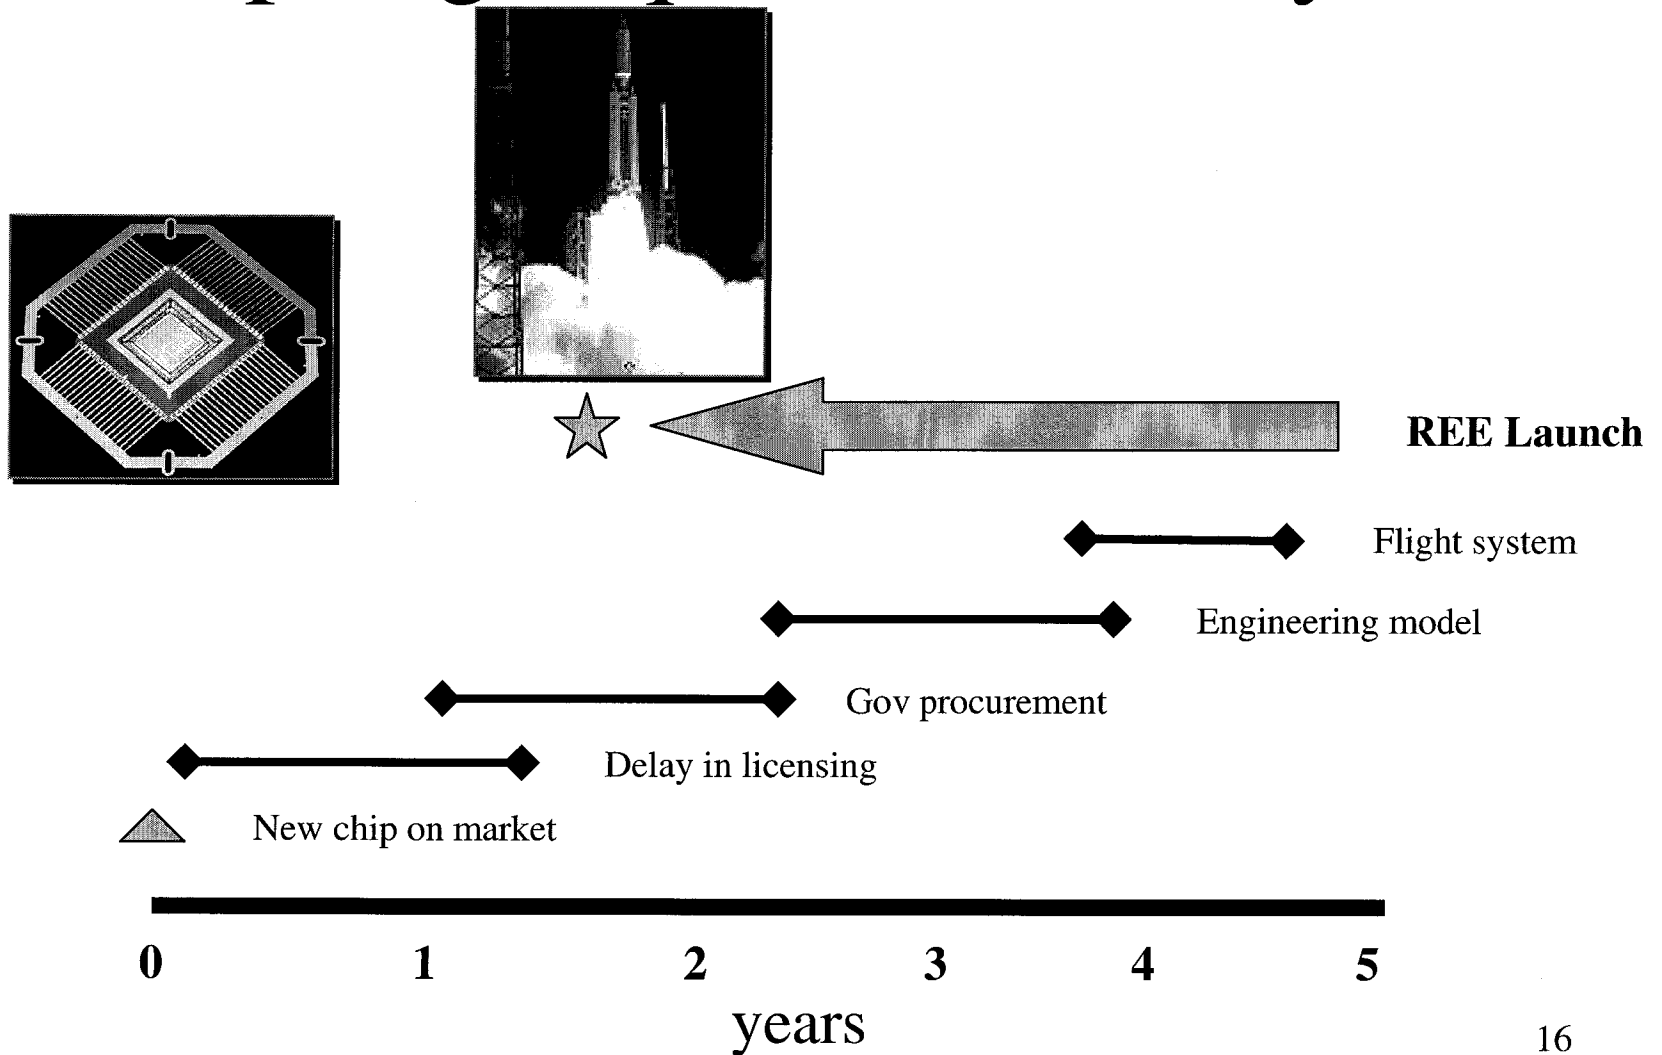 REE Launch
Flight system
Engineering model
Gov procurement
Delay in licensing
New chip on market
0 1 2 3 4 5
years
16